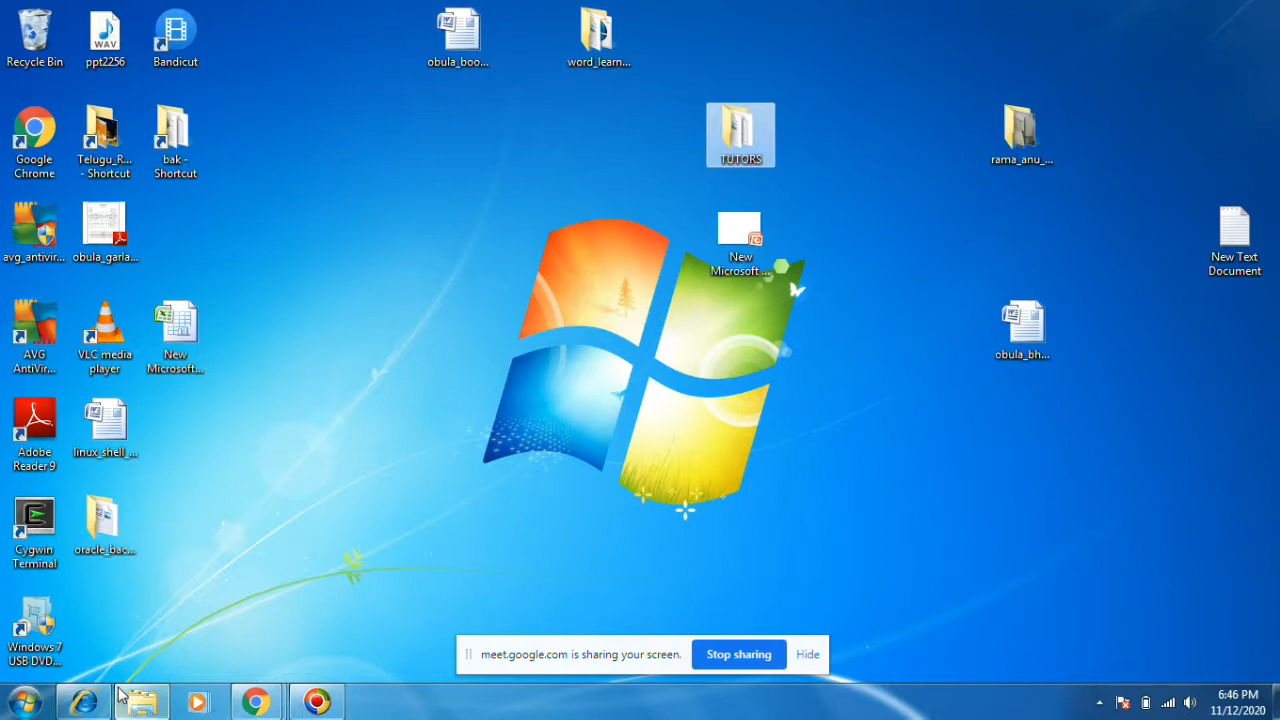 Recycle Bin
ppt2256
Bandicut
obula_boo...
word_learn...
Google
Chrome
Telugu_R...
- Shortcut
bak -
Shortcut
TUTORS
rama_anu_...
avg_antivir...
obula_garla...
New
Microsoft ...
New Text
Document
AVG
AntiVir...
VLC media
player
New
Microsoft...
obula_bh...
Adobe
Reader 9
linux_shell_...
Cygwin
Terminal
oracle_bac...
Windows 7
USB DVD...
meet.google.com is sharing your screen.
Stop sharing
Hide
6:46 PM
11/12/2020
WAV